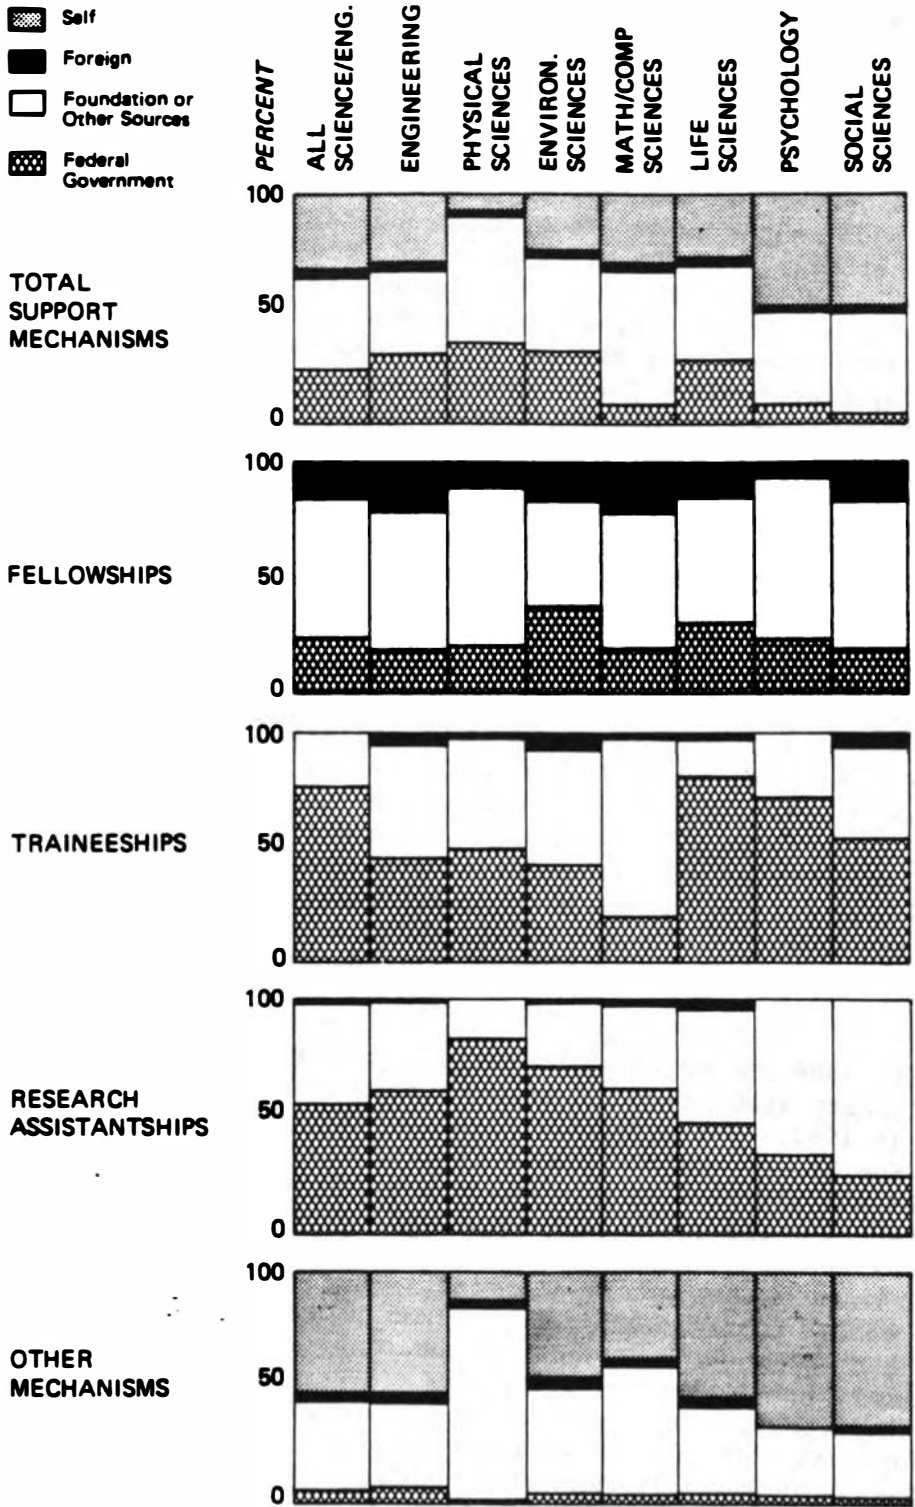 Self
Foreign
Foundation or
Other Sources
Federal
Government
PERCENT
ALL
SCIENCE/ENG.
ENGINEERING
PHYSICAL
SCIENCES
ENVIRON.
SCIENCES
MATH/COMP
SCIENCES
LIFE
SCIENCES
PSYCHOLOGY
SOCIAL
SCIENCES
TOTAL
SUPPORT
MECHANISMS
100
50
0
FELLOWSHIPS
100
50
0
TRAINEESHIPS
100
50
0
RESEARCH
ASSISTANTSHIPS
100
50
0
OTHER
MECHANISMS
100
50
0